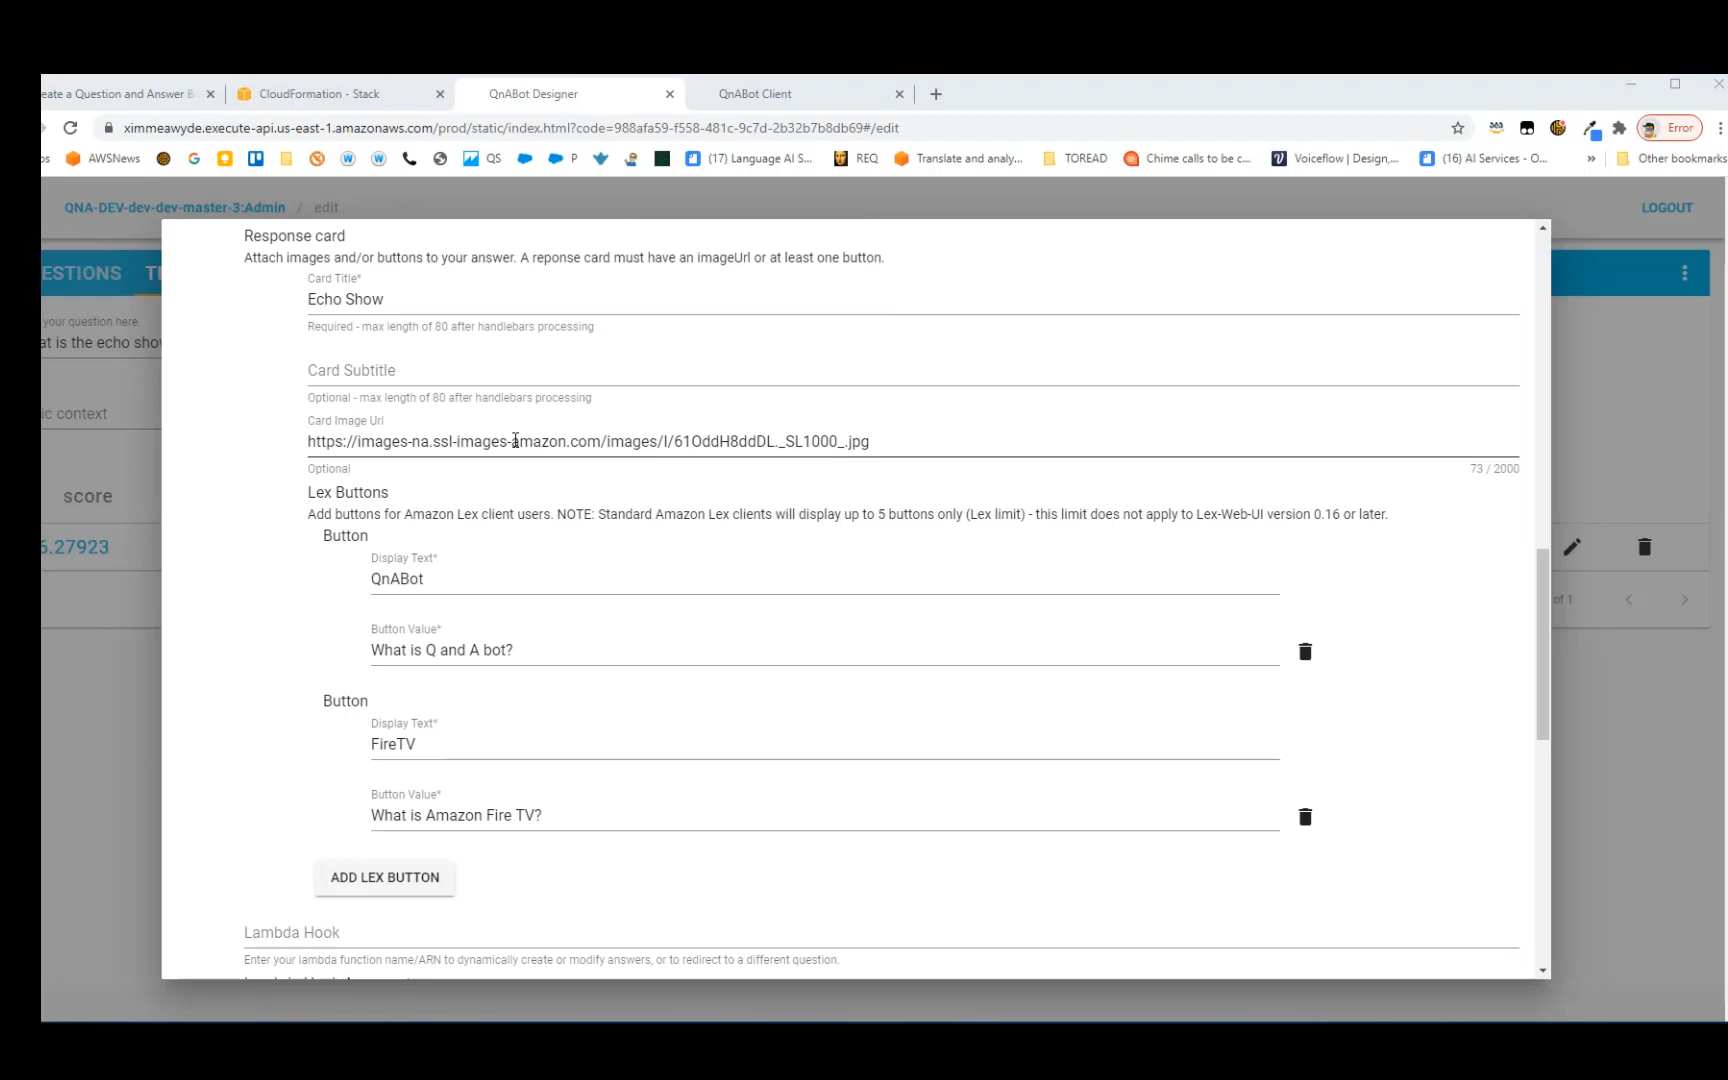 eate a Question and Answer B
CloudFormation - Stack
QnABot Designer
QnABot Client
ximmeawyde.execute-api.us-east-1.amazonaws.com/prod/static/index.html?code=988afa59-f558-481c-9c7d-2b32b7b8db69#/edit
Error
os
AWSNews
G
QS
P
(17) Language AI S...
REQ
Translate and analy...
TOREAD
Chime calls to be c...
Voiceflow | Design,...
(16) AI Services - O...
»
Other bookmarks
QNA-DEV-dev-dev-master-3:Admin / edit
LOGOUT
ESTIONS
your question here
at is the echo show
ic context
score
6.27923
of 1
Response card
Attach images and/or buttons to your answer. A reponse card must have an imageUrl or at least one button.
Card Title*
Echo Show
Required - max length of 80 after handlebars processing
Card Subtitle
Optional - max length of 80 after handlebars processing
Card Image Url
https://images-na.ssl-images-amazon.com/images/I/61OddH8ddDL._SL1000_.jpg
Optional
73 / 2000
Lex Buttons
Add buttons for Amazon Lex client users. NOTE: Standard Amazon Lex clients will display up to 5 buttons only (Lex limit) - this limit does not apply to Lex-Web-UI version 0.16 or later.
Button
Display Text*
QnABot
Button Value*
What is Q and A bot?
Button
Display Text*
FireTV
Button Value*
What is Amazon Fire TV?
ADD LEX BUTTON
Lambda Hook
Enter your lambda function name/ARN to dynamically create or modify answers, or to redirect to a different question.